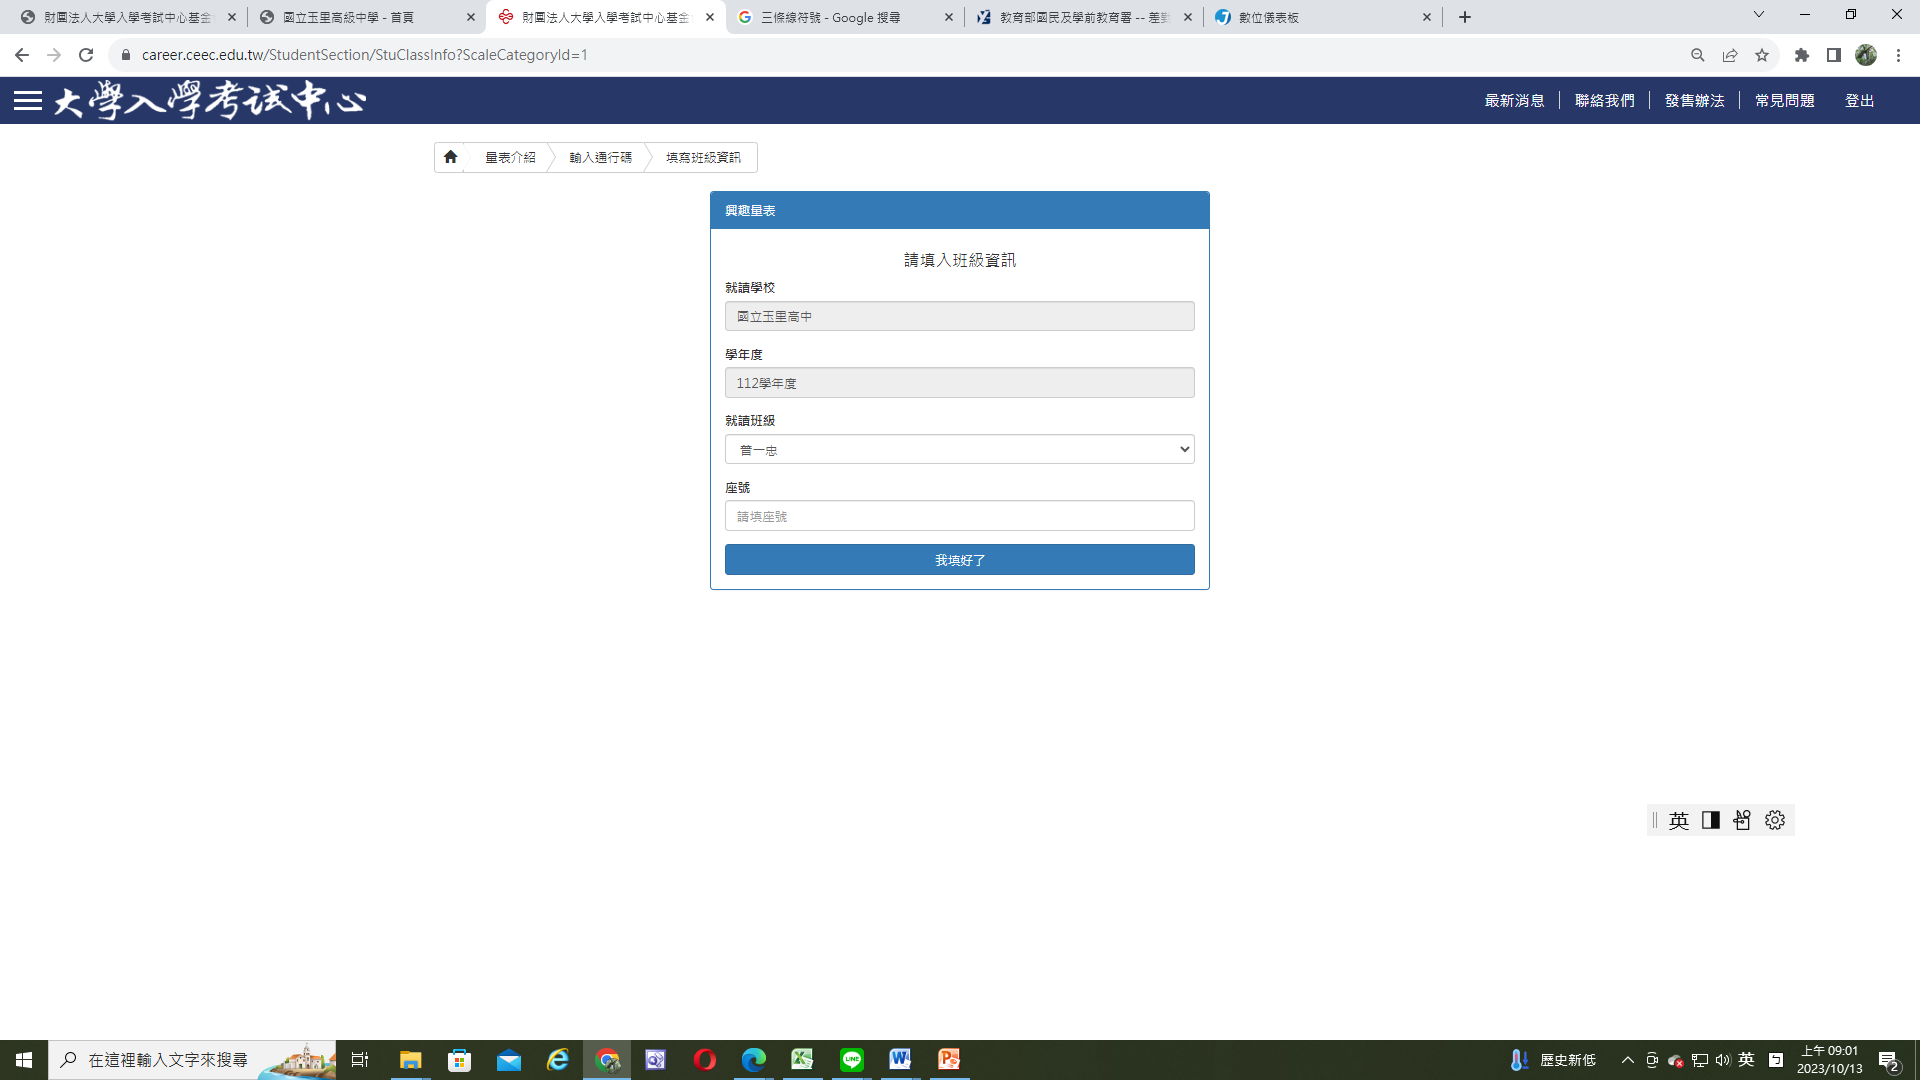 財團法人大學入學考試中心基金
國立玉里高級中學 - 首頁
財團法人大學入學考試中心基金
三條線符號 - Google 搜尋
教育部國民及學前教育署 -- 差
數位儀表板
career.ceec.edu.tw/StudentSection/StuClassInfo?ScaleCategoryId=1
大學入學考試中心
最新消息
聯絡我們
發售辦法
常見問題
登出
量表介紹
輸入通行碼
填寫班級資訊
興趣量表
請填入班級資訊
就讀學校
國立玉里高中
學年度
112學年度
就讀班級
普一忠
座號
請填座號
我填好了
英
在這裡輸入文字來搜尋
歷史新低
英
上午 09:01
2023/10/13
2